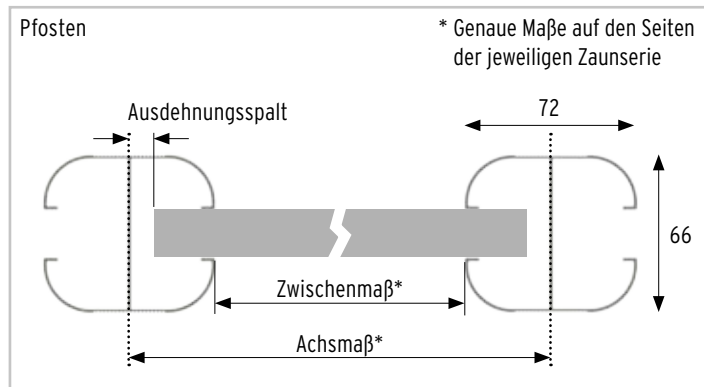 Pfosten
* Genaue Maße auf den Seiten
der jeweiligen Zaunserie
Ausdehnungsspalt
72
66
Zwischenmaß*
Achsmaß*